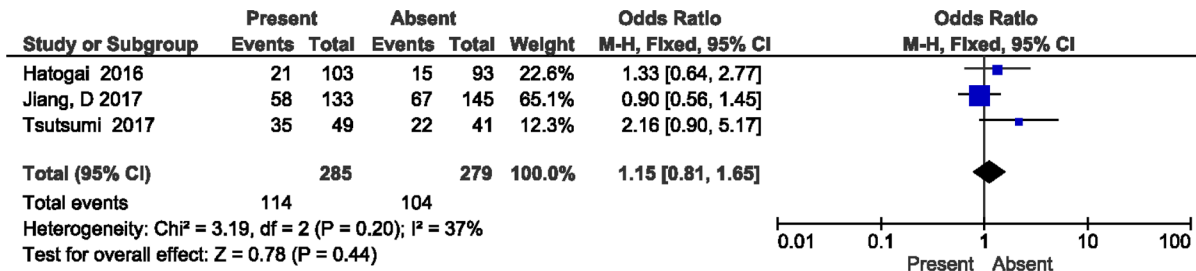 Present Absent Odds Ratio Odds Ratio
Study or Subgroup Events Total Events Total Weight M-H, Fixed, 95% CI M-H, Fixed, 95% CI
Hatogai 2016 21 103 15 93 22.6% 1.33 [0.64, 2.77]
Jiang, D 2017 58 133 67 145 65.1% 0.90 [0.56, 1.45]
Tsutsumi 2017 35 49 22 41 12.3% 2.16 [0.90, 5.17]
Total (95% CI) 285 279 100.0% 1.15 [0.81, 1.65]
Total events 114 104
Heterogeneity: Chi² = 3.19, df = 2 (P = 0.20); I² = 37%
Test for overall effect: Z = 0.78 (P = 0.44)
0.01 0.1 1 10 100
Present Absent